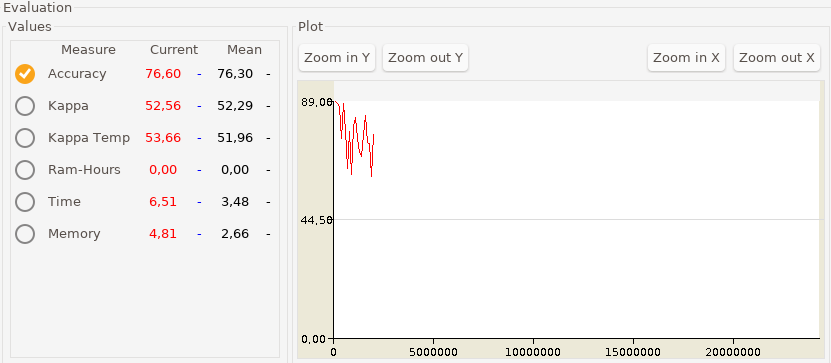 Evaluation
Values
Measure Current Mean
Accuracy 76,60 - 76,30 -
Kappa 52,56 - 52,29 -
Kappa Temp 53,66 - 51,96 -
Ram-Hours 0,00 - 0,00 -
Time 6,51 - 3,48 -
Memory 4,81 - 2,66 -
Plot
Zoom in Y Zoom out Y Zoom in X Zoom out X
89,00
44,50
0,00
0 5000000 10000000 15000000 20000000